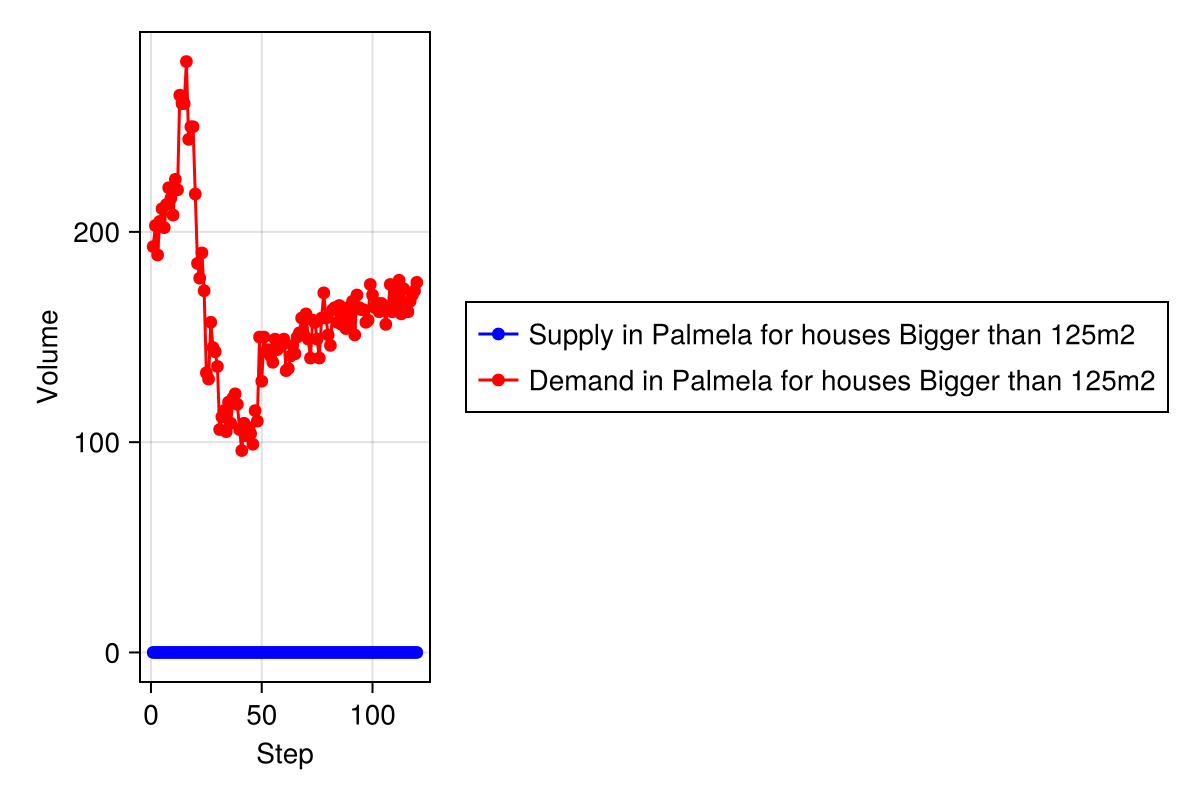 Volume
200
100
0
0 50 100
Step
Supply in Palmela for houses Bigger than 125m2
Demand in Palmela for houses Bigger than 125m2